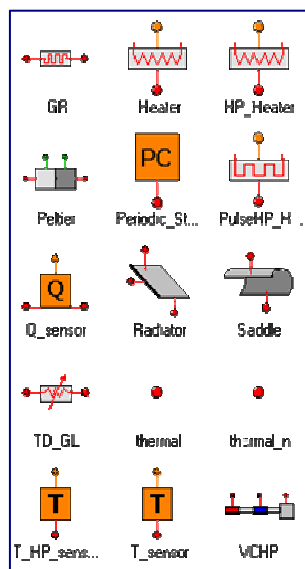 GR Heater HP_Heater
PC
Peltier Periodic_St... PulseHP_H...
Q
Q_sensor Radiator Saddle
TD_GL thermal thermal_n
T T
T_HP_sens... T_sensor VCHP